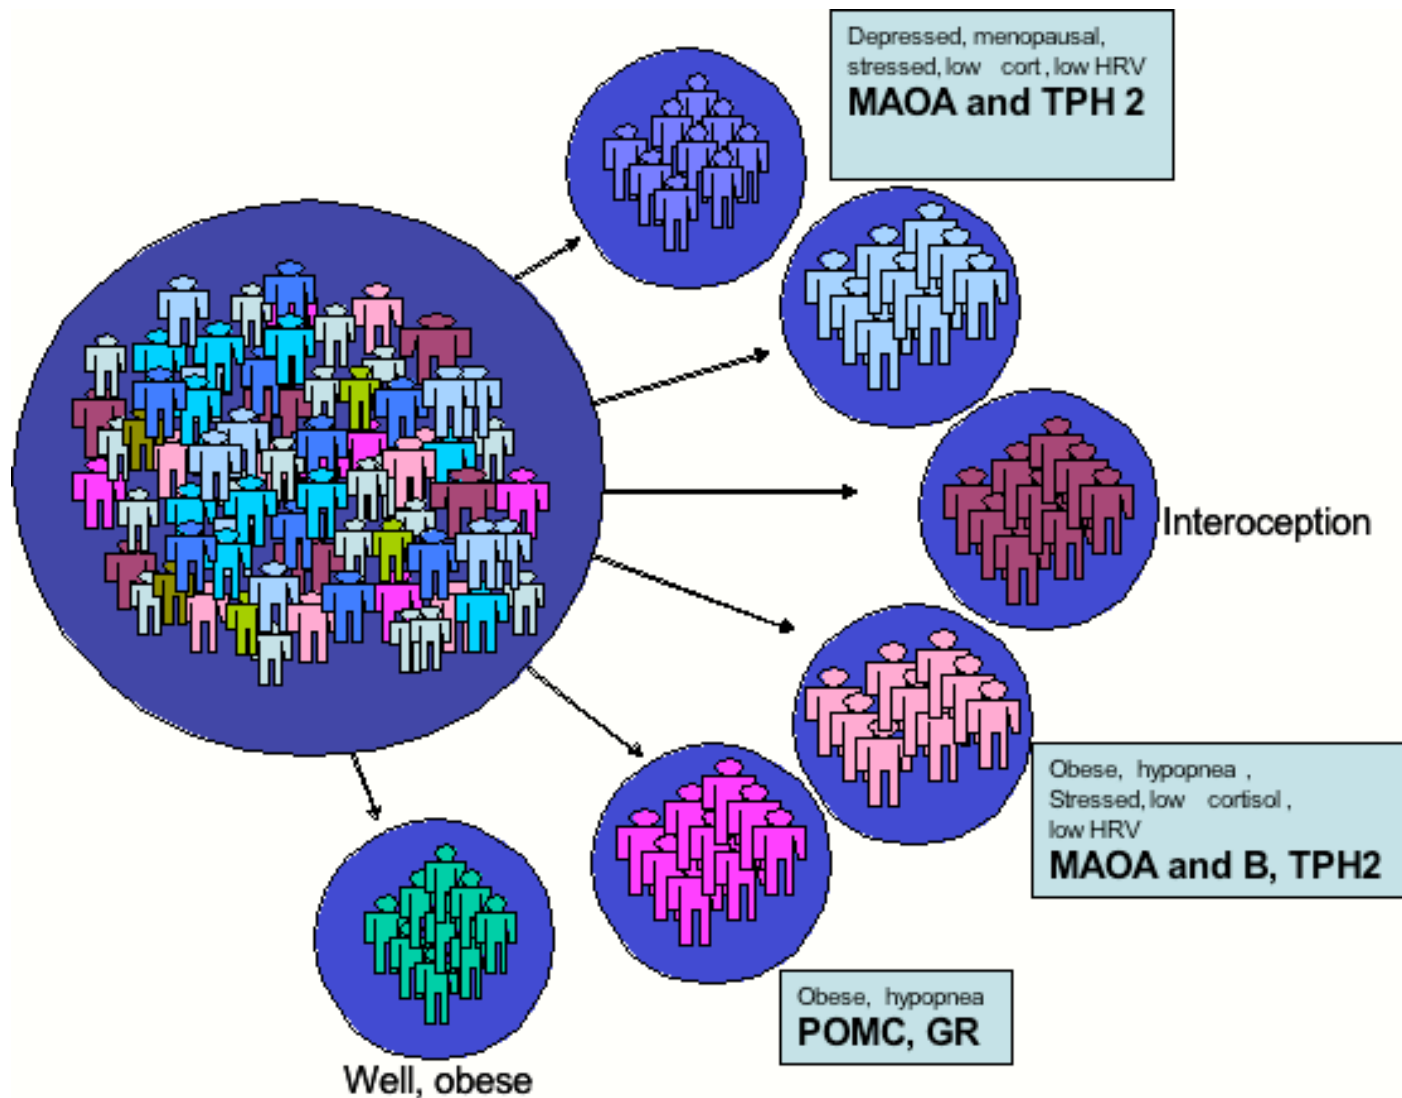 Depressed, menopausal,
stressed, low cort, low HRV
MAOA and TPH 2
Interoception
Obese, hypopnea,
Stressed, low cortisol,
low HRV
MAOA and B, TPH2
Obese, hypopnea
POMC, GR
Well, obese